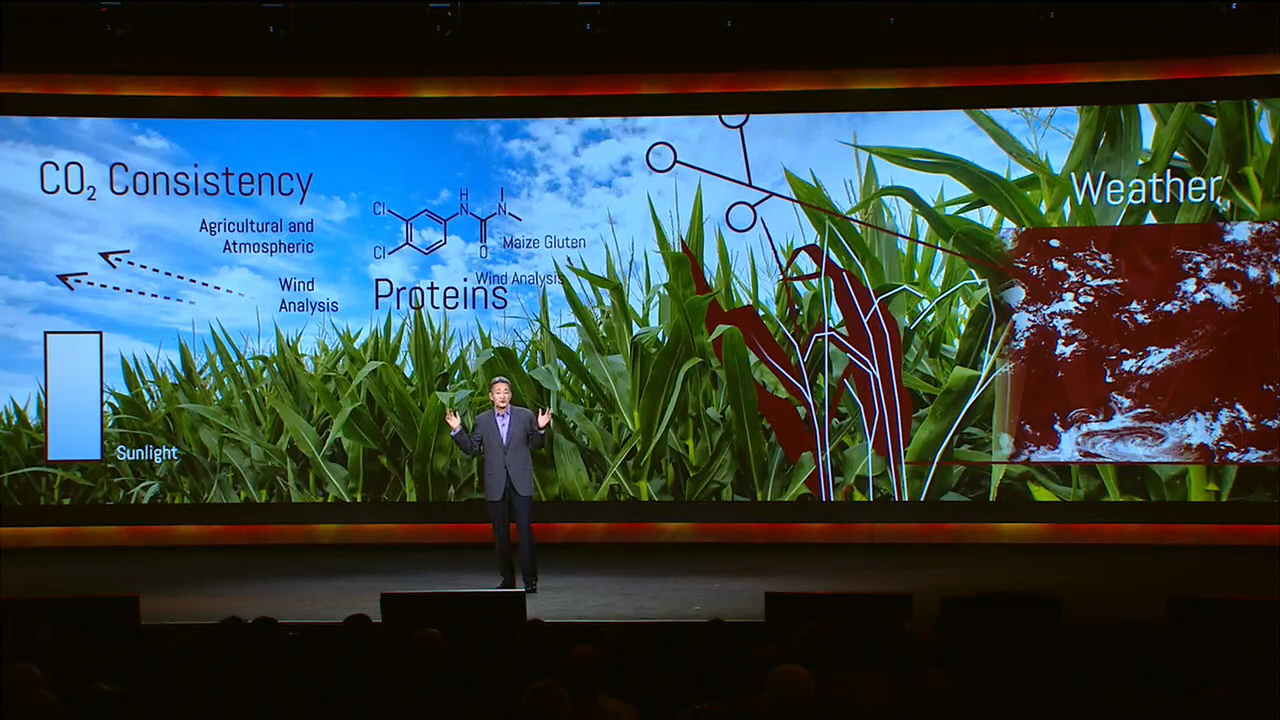 CO₂ Consistency
Agricultural and
Atmospheric
Wind
Analysis
Sunlight
Cl
Cl
H
N
N
O
Maize Gluten
Wind Analysis
Proteins
Weather